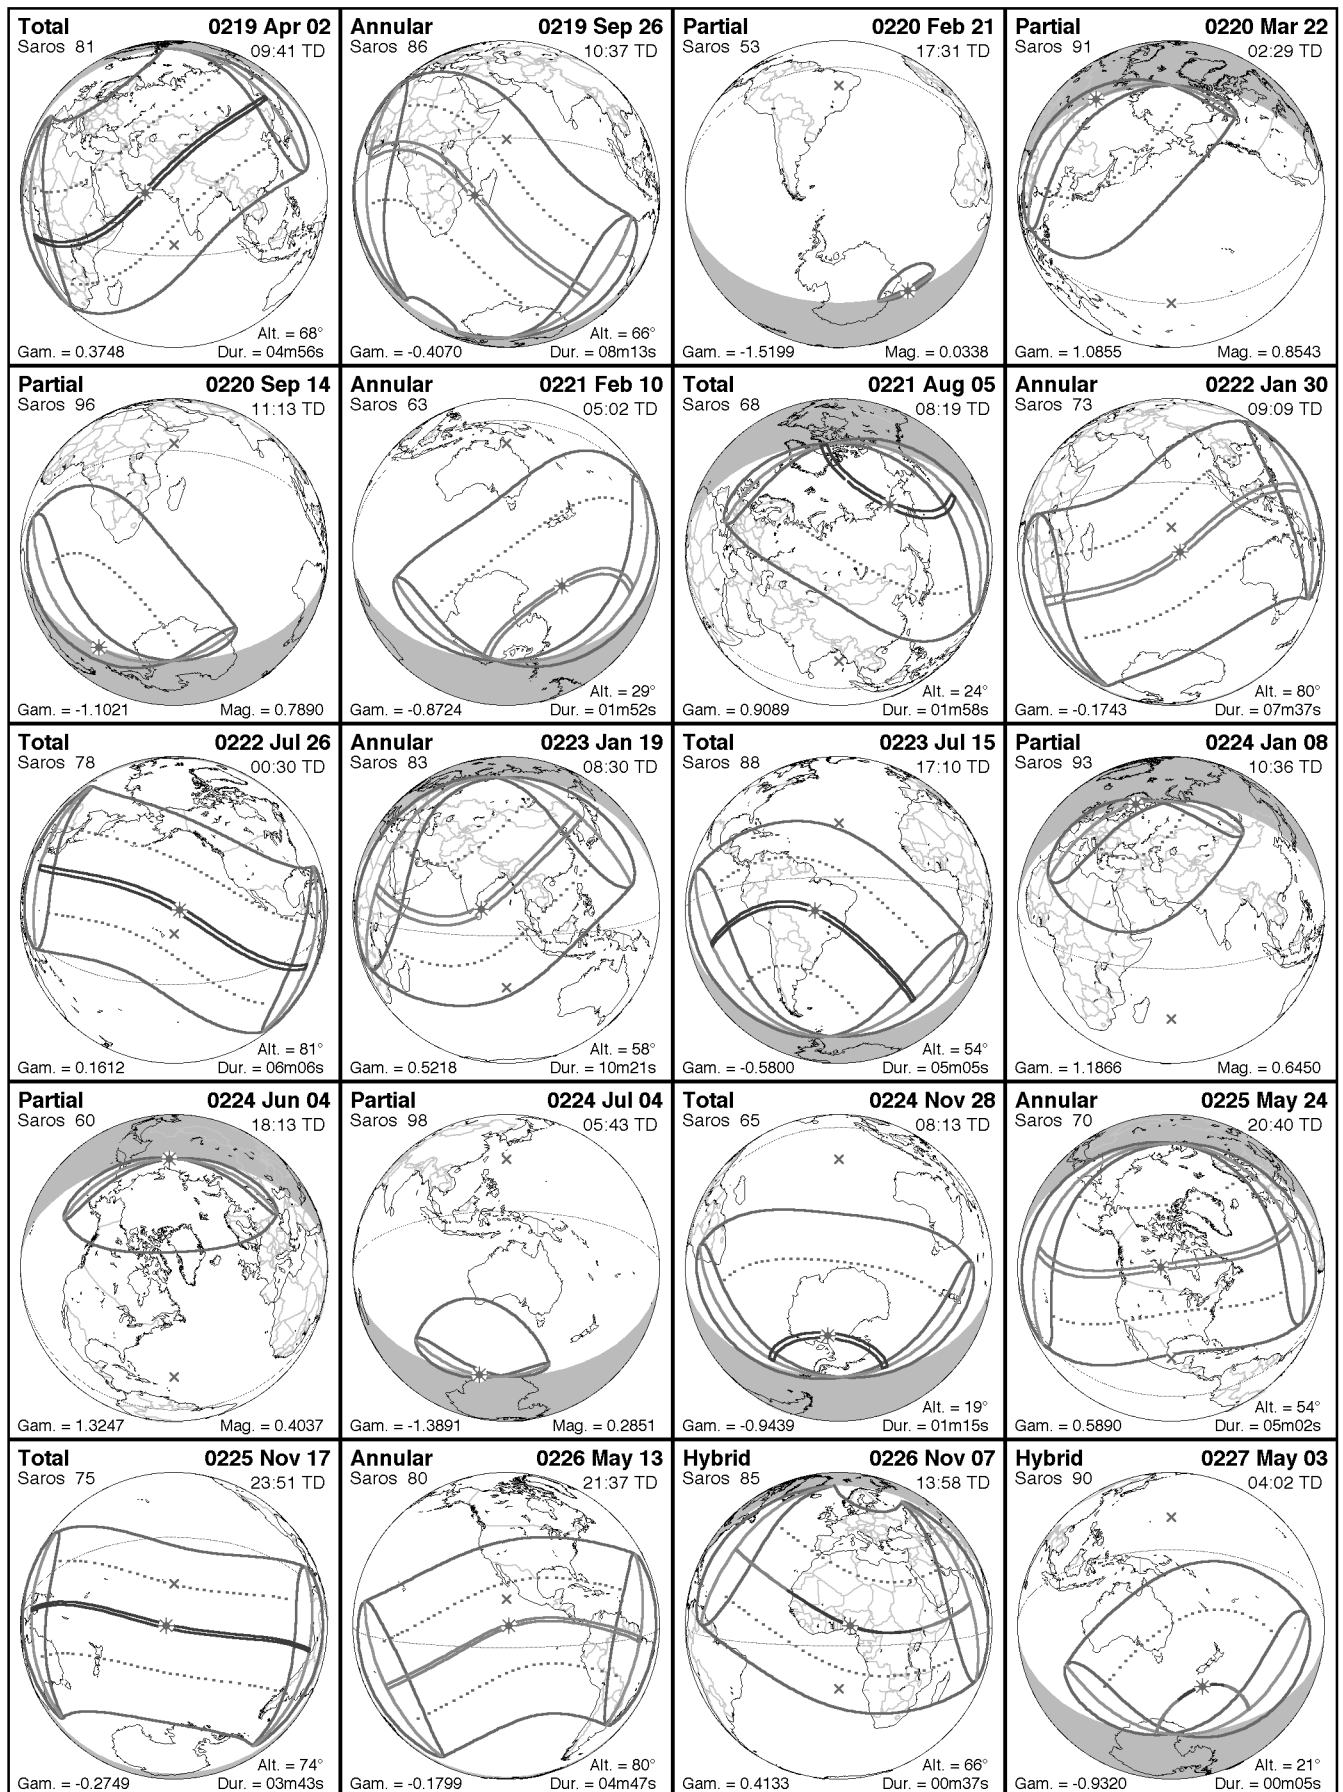 Total 0219 Apr 02
Saros 81 09:41 TD
Alt. = 68°
Gam. = 0.3748 Dur. = 04m56s
Annular 0219 Sep 26
Saros 86 10:37 TD
Alt. = 66°
Gam. = -0.4070 Dur. = 08m13s
Partial 0220 Feb 21
Saros 53 17:31 TD
Gam. = -1.5199 Mag. = 0.0338
Partial 0220 Mar 22
Saros 91 02:29 TD
Gam. = 1.0855 Mag. = 0.8543
Partial 0220 Sep 14
Saros 96 11:13 TD
Gam. = -1.1021 Mag. = 0.7890
Annular 0221 Feb 10
Saros 63 05:02 TD
Alt. = 29°
Gam. = -0.8724 Dur. = 01m52s
Total 0221 Aug 05
Saros 68 08:19 TD
Alt. = 24°
Gam. = 0.9089 Dur. = 01m58s
Annular 0222 Jan 30
Saros 73 09:09 TD
Alt. = 80°
Gam. = -0.1743 Dur. = 07m37s
Total 0222 Jul 26
Saros 78 00:30 TD
Alt. = 81°
Gam. = 0.1612 Dur. = 06m06s
Annular 0223 Jan 19
Saros 83 08:30 TD
Alt. = 58°
Gam. = 0.5218 Dur. = 10m21s
Total 0223 Jul 15
Saros 88 17:10 TD
Alt. = 54°
Gam. = -0.5800 Dur. = 05m05s
Partial 0224 Jan 08
Saros 93 10:36 TD
Gam. = 1.1866 Mag. = 0.6450
Partial 0224 Jun 04
Saros 60 18:13 TD
Gam. = 1.3247 Mag. = 0.4037
Partial 0224 Jul 04
Saros 98 05:43 TD
Gam. = -1.3891 Mag. = 0.2851
Total 0224 Nov 28
Saros 65 08:13 TD
Alt. = 19°
Gam. = -0.9439 Dur. = 01m15s
Annular 0225 May 24
Saros 70 20:40 TD
Alt. = 54°
Gam. = 0.5890 Dur. = 05m02s
Total 0225 Nov 17
Saros 75 23:51 TD
Alt. = 74°
Gam. = -0.2749 Dur. = 03m43s
Annular 0226 May 13
Saros 80 21:37 TD
Alt. = 80°
Gam. = -0.1799 Dur. = 04m47s
Hybrid 0226 Nov 07
Saros 85 13:58 TD
Alt. = 66°
Gam. = 0.4133 Dur. = 00m37s
Hybrid 0227 May 03
Saros 90 04:02 TD
Alt. = 21°
Gam. = -0.9320 Dur. = 00m05s